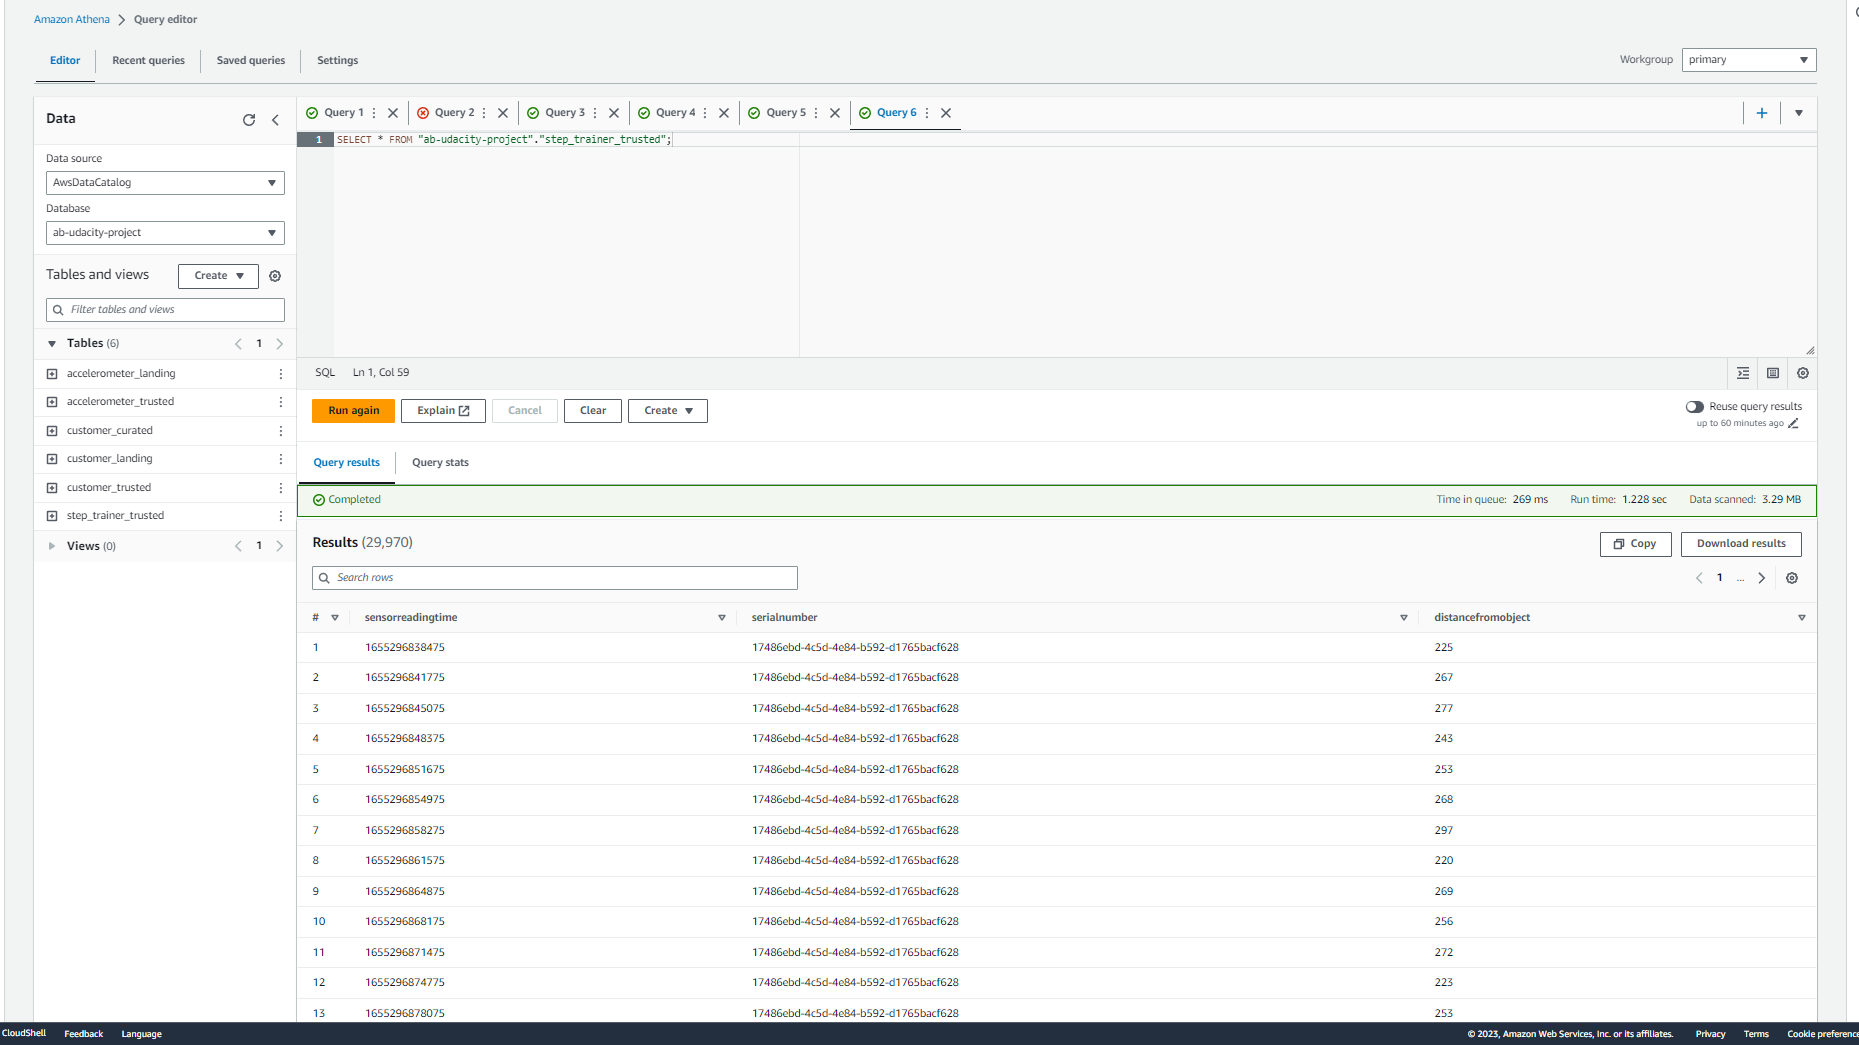 Amazon Athena > Query editor
Editor Recent queries Saved queries Settings
Workgroup primary
Data
Query 1 Query 2 Query 3 Query 4 Query 5 Query 6
1 SELECT * FROM "ab-udacity-project"."step_trainer_trusted";
Data source
AwsDataCatalog
Database
ab-udacity-project
Tables and views Create
Filter tables and views
Tables (6) < 1 >
accelerometer_landing
accelerometer_trusted
customer_curated
customer_landing
customer_trusted
step_trainer_trusted
Views (0) < 1 >
SQL Ln 1, Col 59
Run again Explain Cancel Clear Create
Reuse query results
up to 60 minutes ago
Query results Query stats
Completed Time in queue: 269 ms Run time: 1.228 sec Data scanned: 3.29 MB
Results (29,970) Copy Download results
Search rows < 1 ... >
# sensorreadingtime serialnumber distancefromobject
1 1655296838475 17486ebd-4c5d-4e84-b592-d1765bacf628 225
2 1655296841775 17486ebd-4c5d-4e84-b592-d1765bacf628 267
3 1655296845075 17486ebd-4c5d-4e84-b592-d1765bacf628 277
4 1655296848375 17486ebd-4c5d-4e84-b592-d1765bacf628 243
5 1655296851675 17486ebd-4c5d-4e84-b592-d1765bacf628 253
6 1655296854975 17486ebd-4c5d-4e84-b592-d1765bacf628 268
7 1655296858275 17486ebd-4c5d-4e84-b592-d1765bacf628 297
8 1655296861575 17486ebd-4c5d-4e84-b592-d1765bacf628 220
9 1655296864875 17486ebd-4c5d-4e84-b592-d1765bacf628 269
10 1655296868175 17486ebd-4c5d-4e84-b592-d1765bacf628 256
11 1655296871475 17486ebd-4c5d-4e84-b592-d1765bacf628 272
12 1655296874775 17486ebd-4c5d-4e84-b592-d1765bacf628 223
13 1655296878075 17486ebd-4c5d-4e84-b592-d1765bacf628 253
CloudShell Feedback Language © 2023, Amazon Web Services, Inc. or its affiliates. Privacy Terms Cookie preference